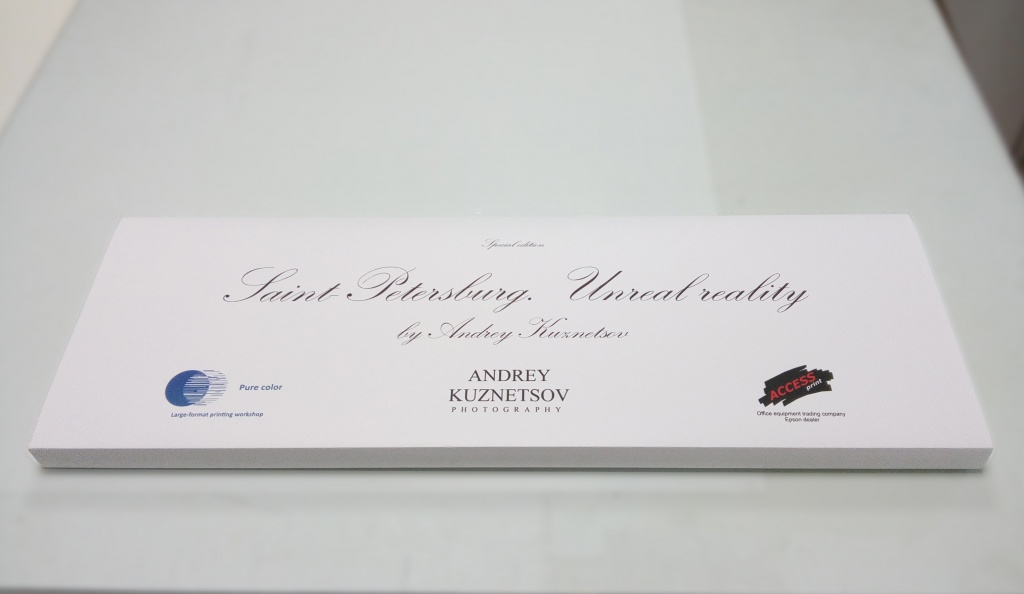 Special edition
Saint-Petersburg. Unreal reality
by Andrey Kuznetsov
Pure color
Large-format printing workshop
ANDREY
KUZNETSOV
PHOTOGRAPHY
ACCESS
print
Office equipment trading company
Epson dealer